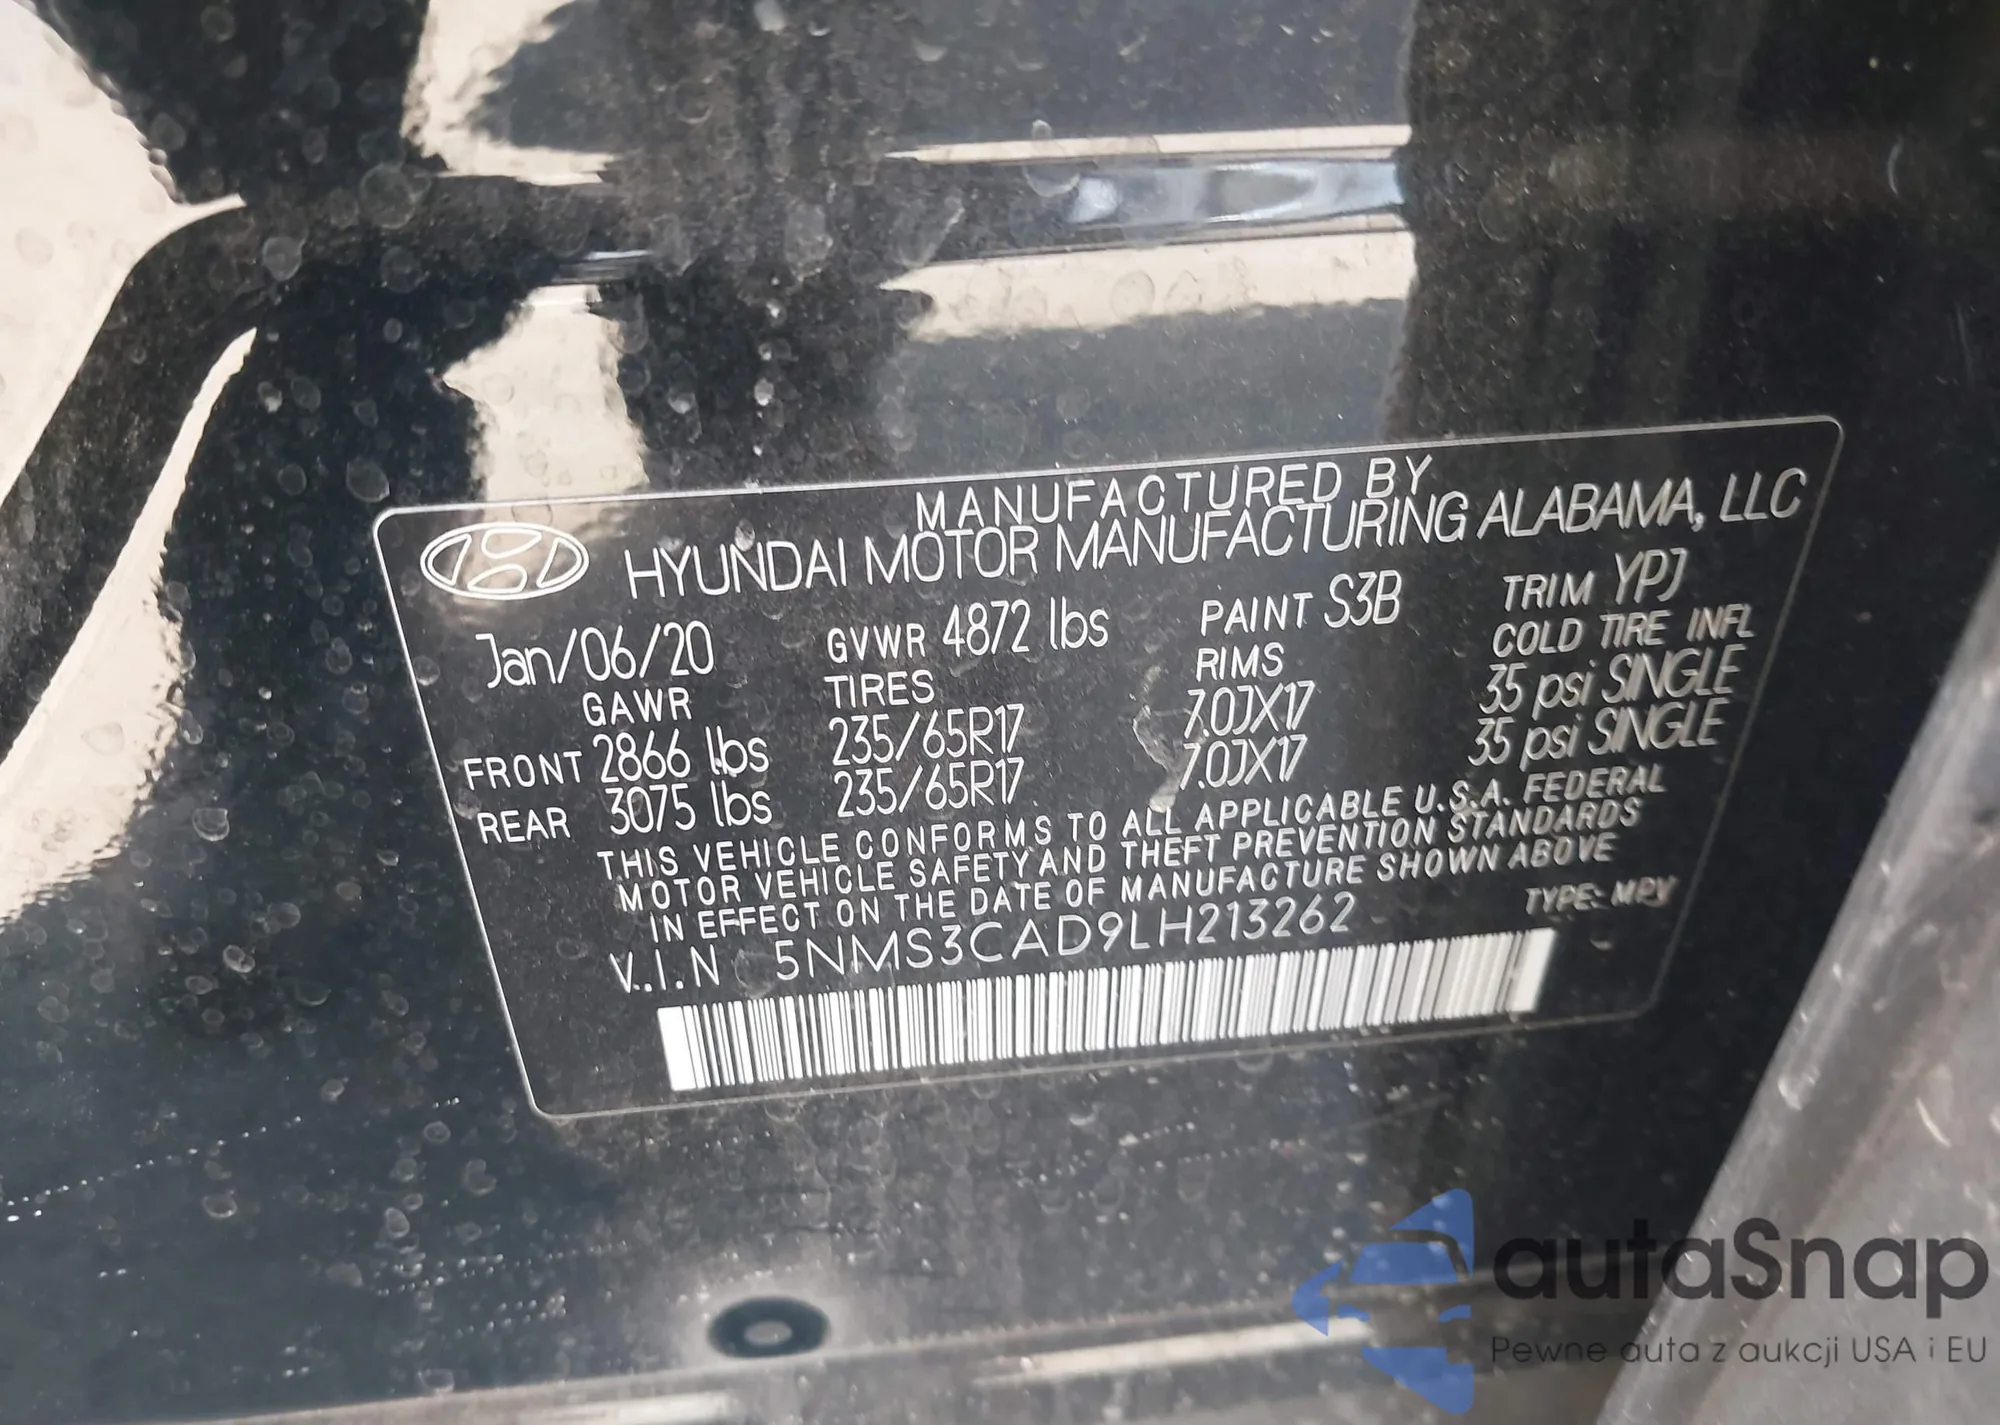 MANUFACTURED BY
HYUNDAI MOTOR MANUFACTURING ALABAMA, LLC
Jan/06/20 GVWR 4872 lbs PAINT S3B TRIM YPJ
GAWR TIRES RIMS COLD TIRE INFL
FRONT 2866 lbs 235/65R17 7.0JX17 35 psi SINGLE
REAR 3075 lbs 235/65R17 7.0JX17 35 psi SINGLE
THIS VEHICLE CONFORMS TO ALL APPLICABLE U.S.A. FEDERAL
MOTOR VEHICLE SAFETY AND THEFT PREVENTION STANDARDS
IN EFFECT ON THE DATE OF MANUFACTURE SHOWN ABOVE
V.I.N 5NMS3CAD9LH213262 TYPE: MPV
autaSnap
Pewne auta z aukcji USA i EU